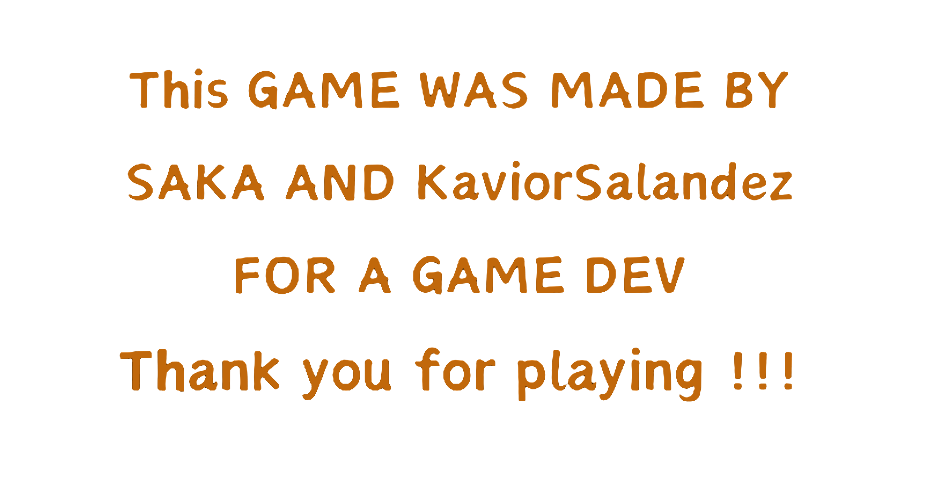 This GAME WAS MADE BY
SAKA AND KaviorSalandez
FOR A GAME DEV
Thank you for playing !!!